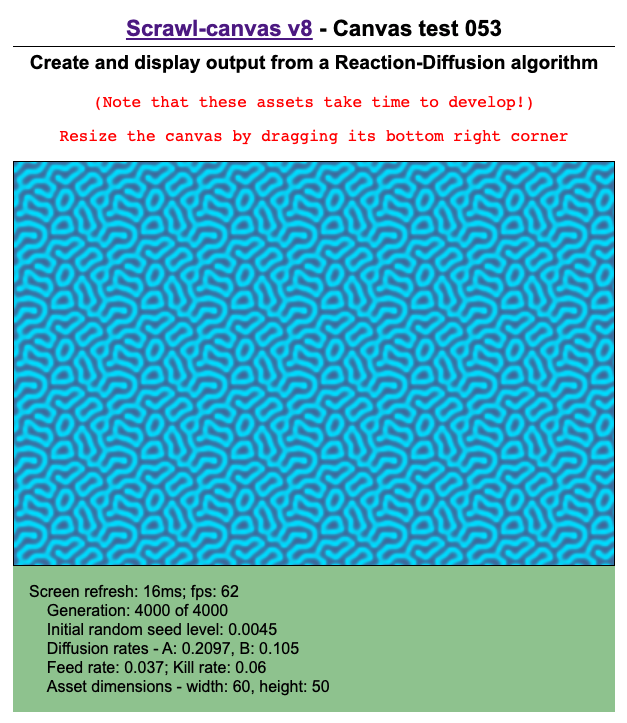 Scrawl-canvas v8 - Canvas test 053
Create and display output from a Reaction-Diffusion algorithm
(Note that these assets take time to develop!)
Resize the canvas by dragging its bottom right corner
Screen refresh: 16ms; fps: 62
Generation: 4000 of 4000
Initial random seed level: 0.0045
Diffusion rates - A: 0.2097, B: 0.105
Feed rate: 0.037; Kill rate: 0.06
Asset dimensions - width: 60, height: 50